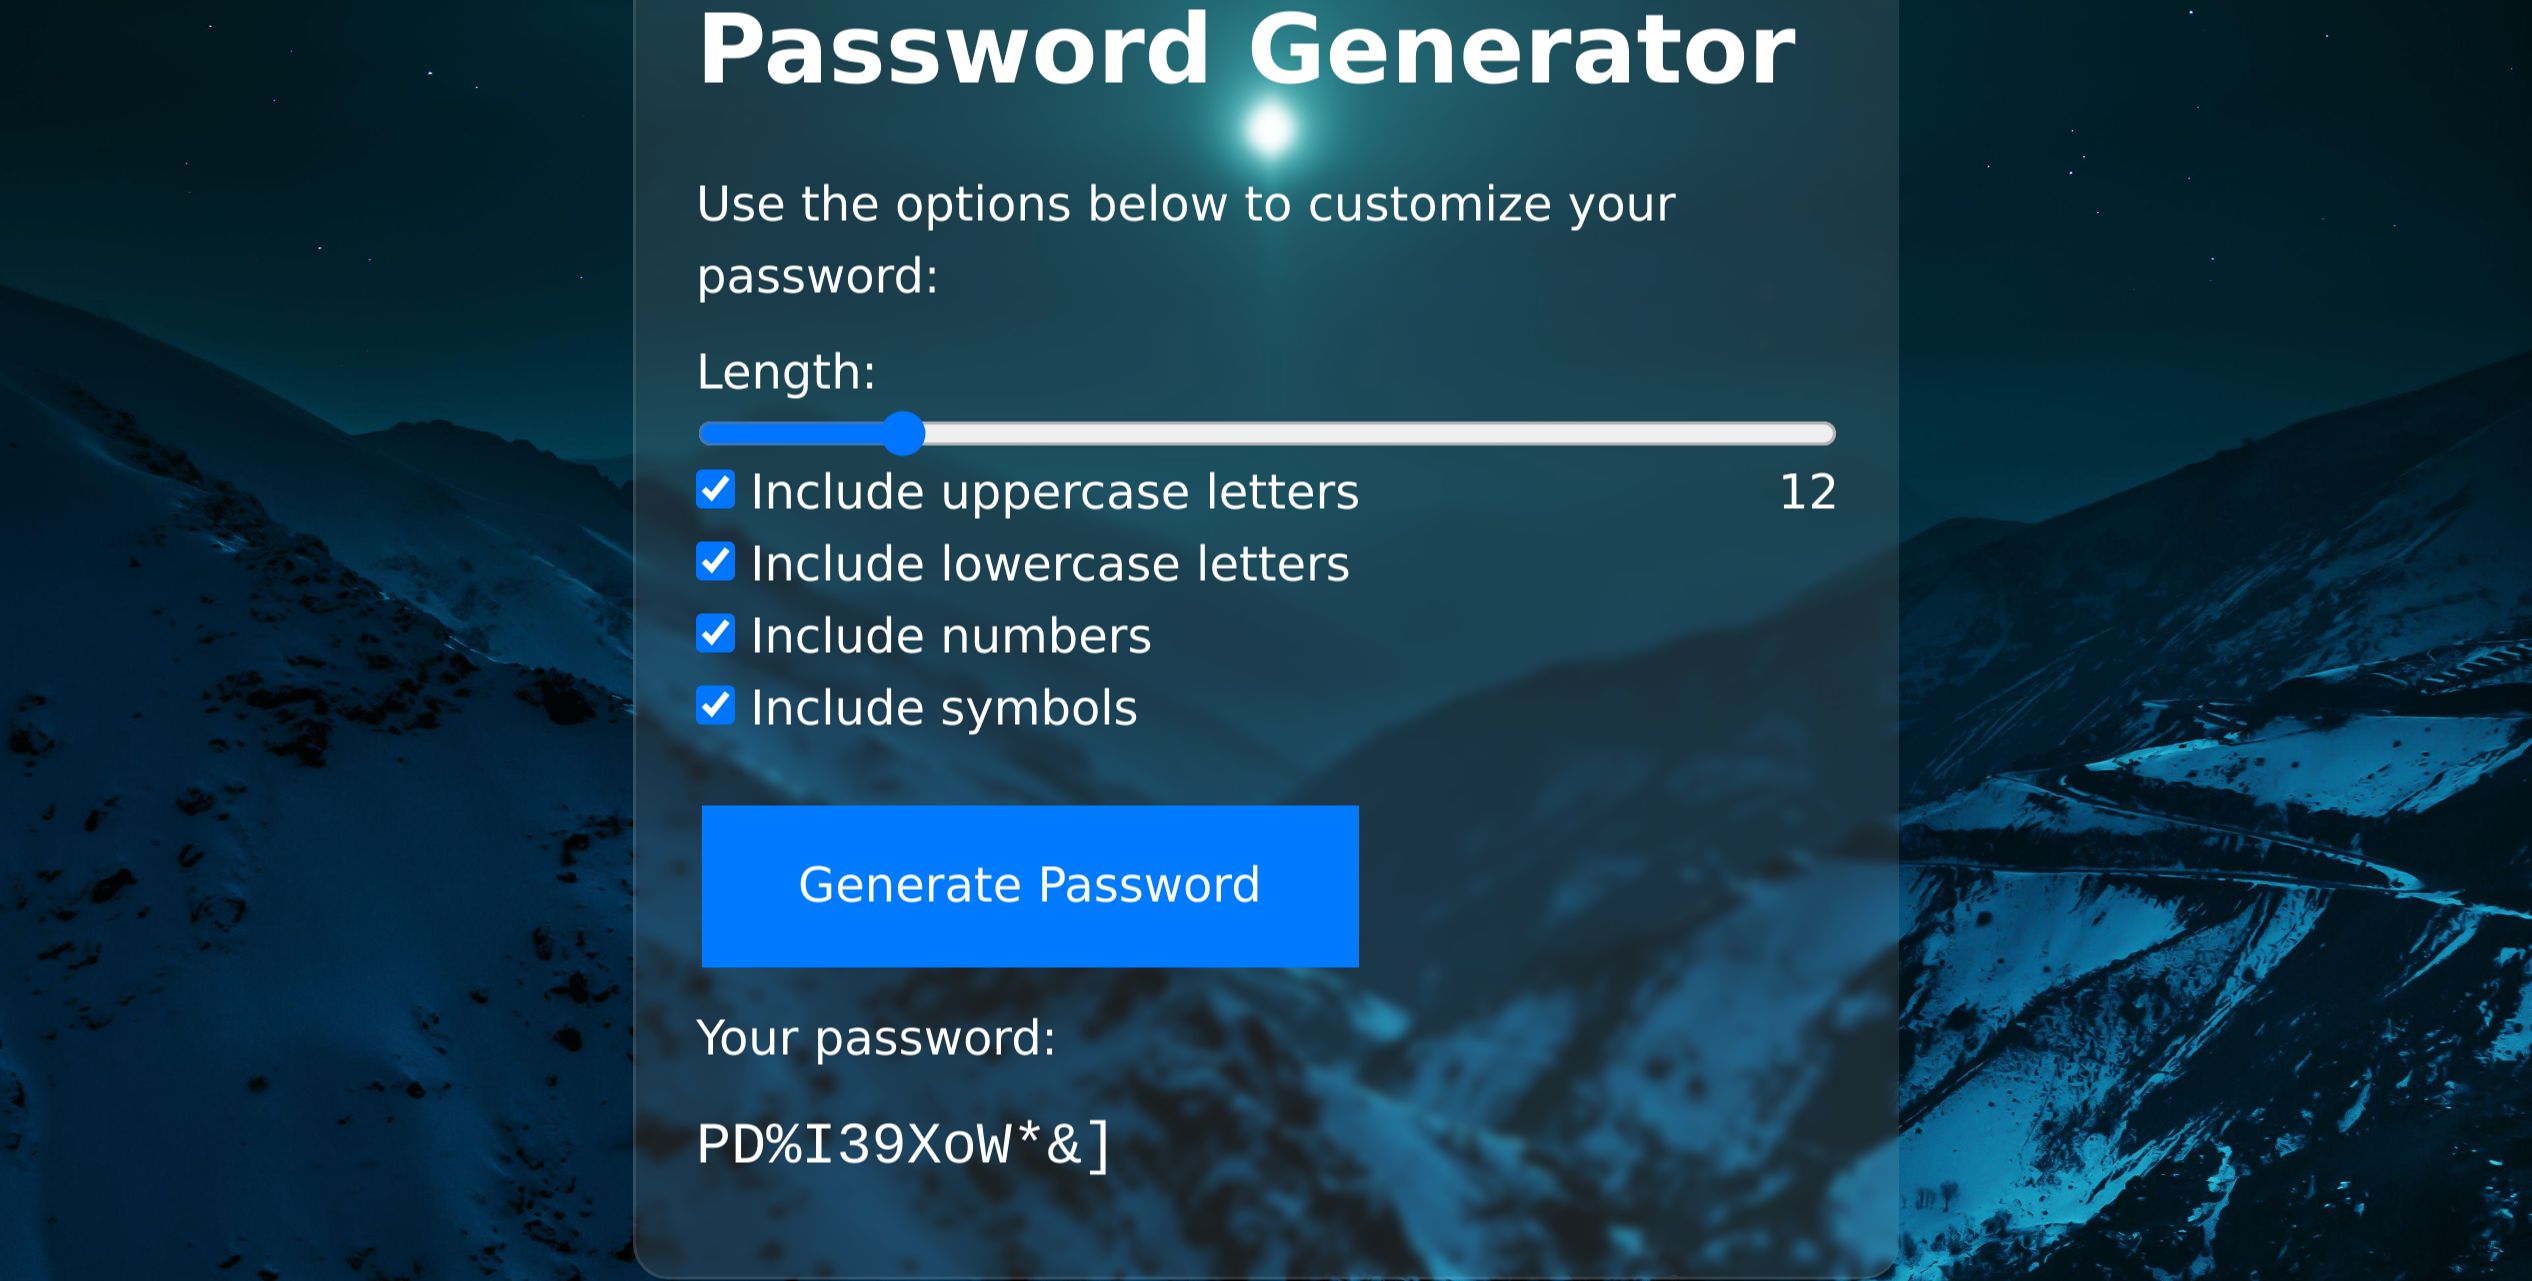 Password Generator
Use the options below to customize your
password:
Length:
Include uppercase letters 12
Include lowercase letters
Include numbers
Include symbols
Generate Password
Your password:
PD%I39XoW*&]